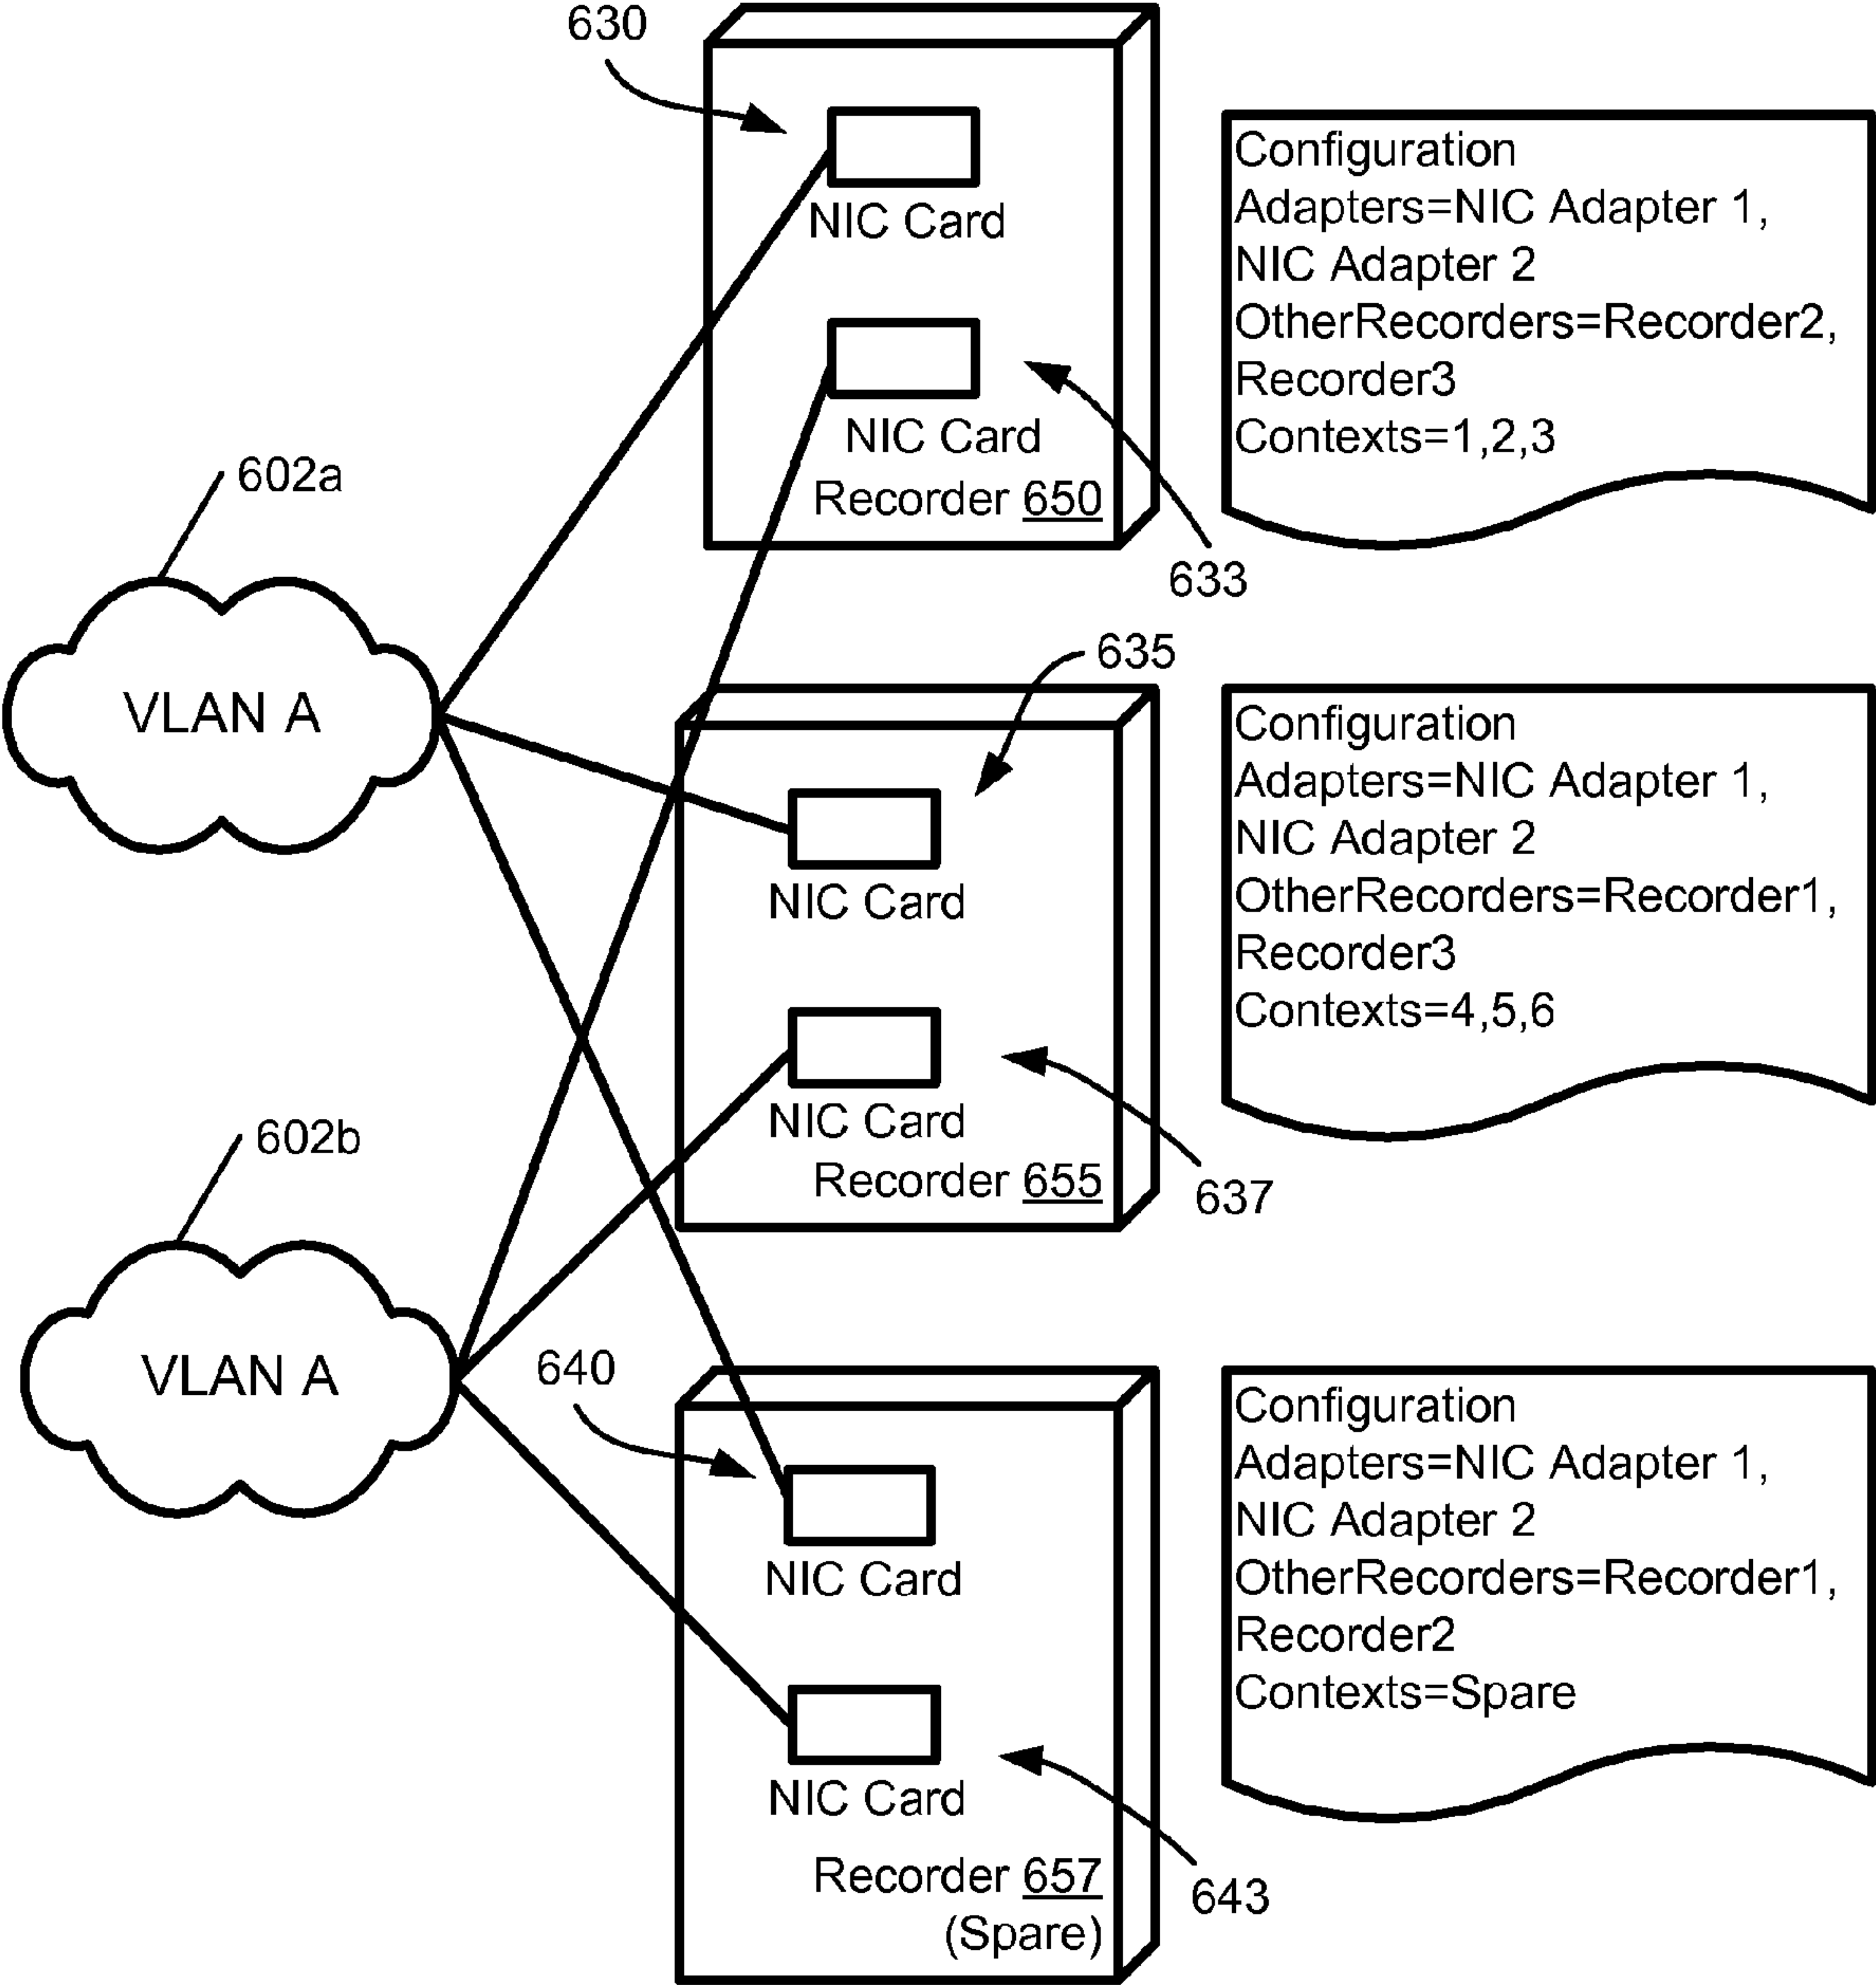 630
NIC Card
NIC Card
Recorder 650
633
Configuration
Adapters=NIC Adapter 1,
NIC Adapter 2
OtherRecorders=Recorder2,
Recorder3
Contexts=1,2,3
602a
VLAN A
635
NIC Card
NIC Card
Recorder 655
637
Configuration
Adapters=NIC Adapter 1,
NIC Adapter 2
OtherRecorders=Recorder1,
Recorder3
Contexts=4,5,6
602b
VLAN A
640
NIC Card
NIC Card
Recorder 657
(Spare)
643
Configuration
Adapters=NIC Adapter 1,
NIC Adapter 2
OtherRecorders=Recorder1,
Recorder2
Contexts=Spare